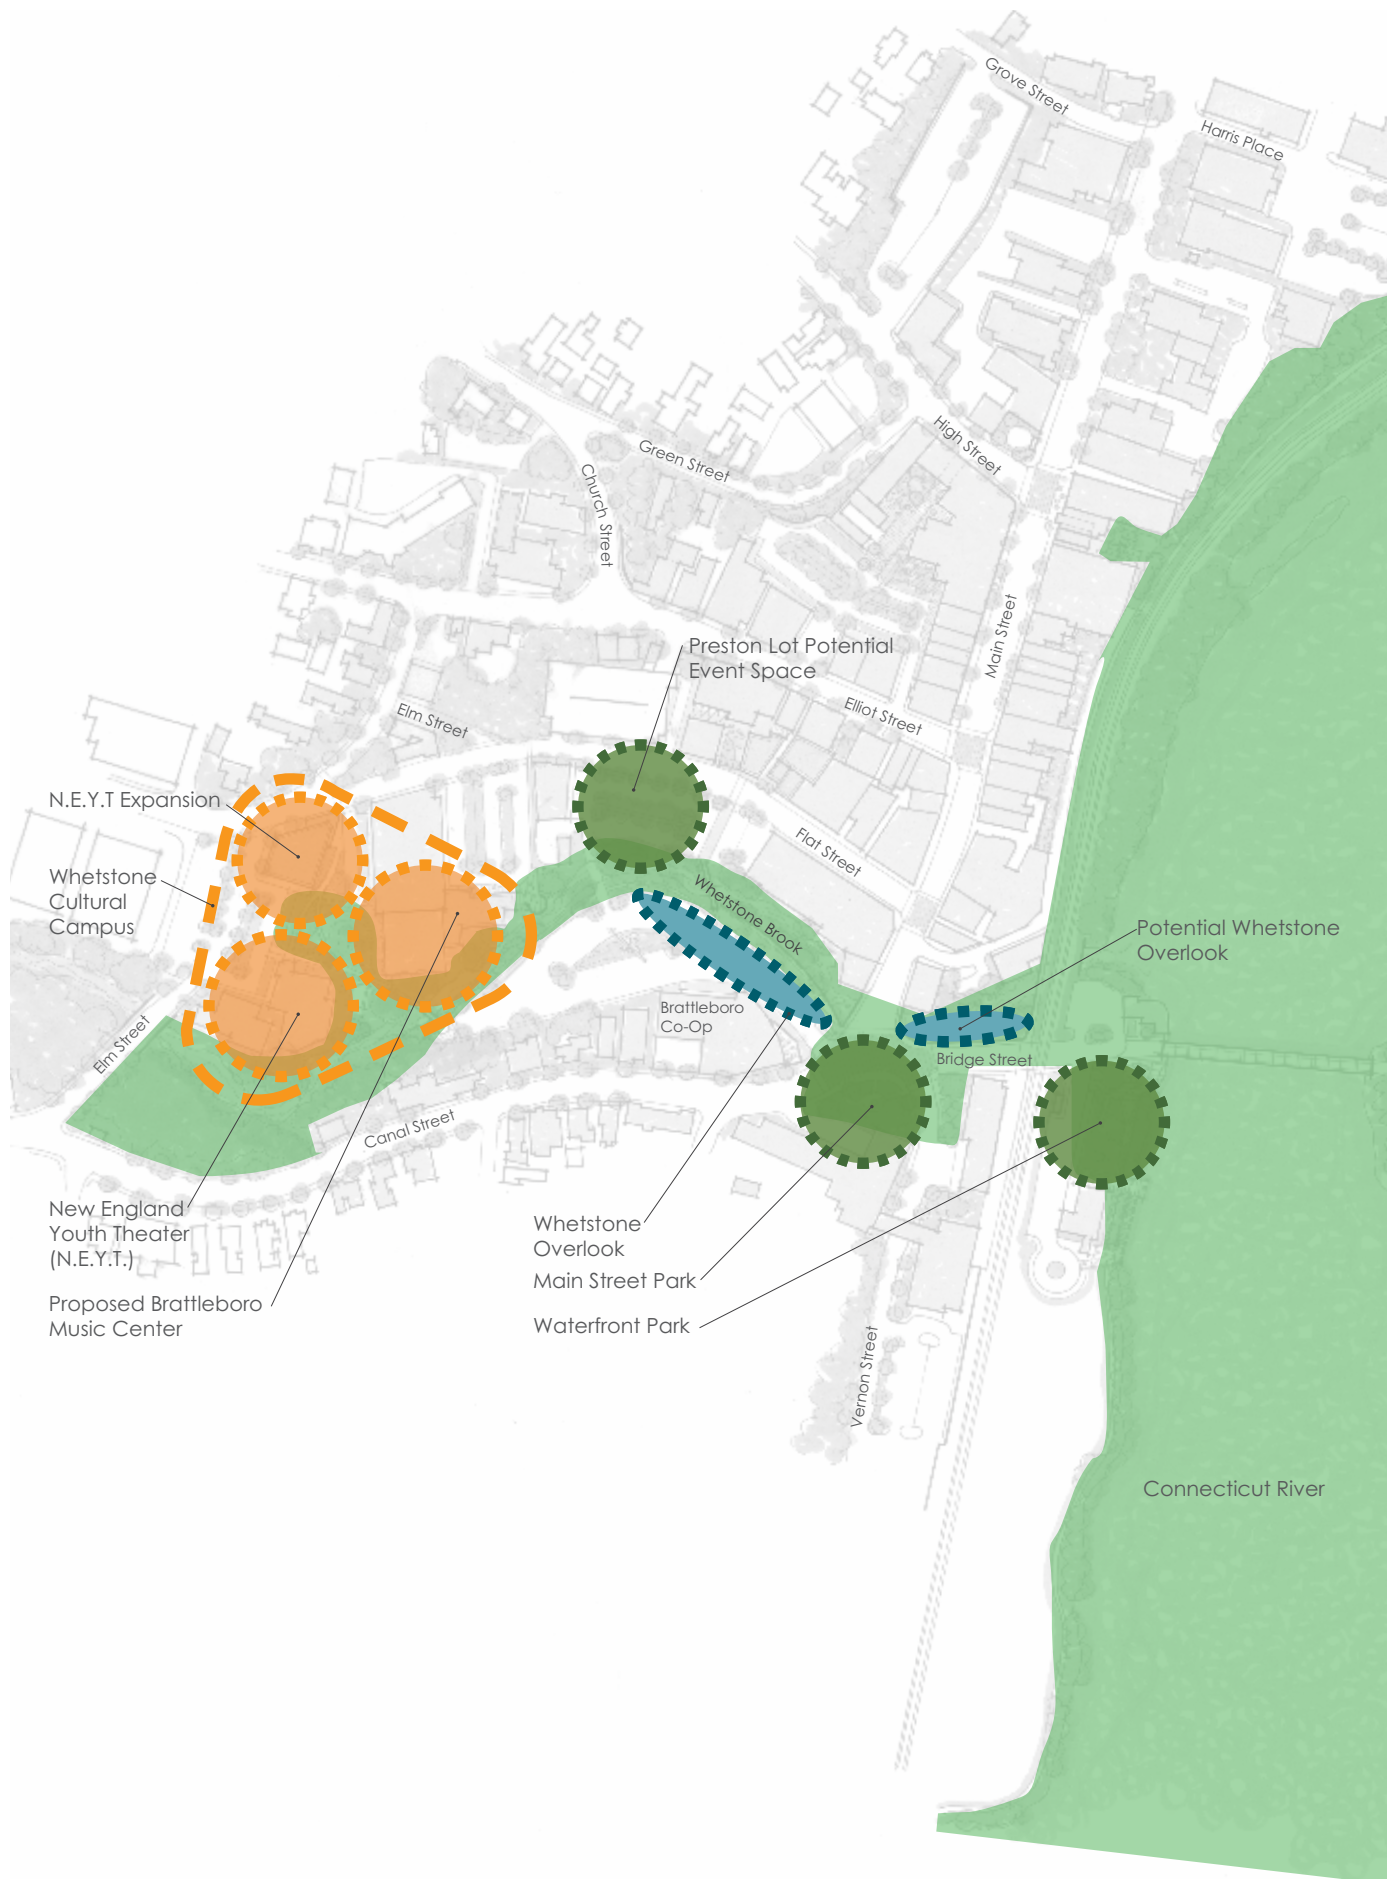 Grove Street
Harris Place
High Street
Green Street
Church Street
Main Street
Preston Lot Potential
Event Space
Elliot Street
Elm Street
N.E.Y.T Expansion
Flat Street
Whetstone
Cultural
Campus
Whetstone Brook
Potential Whetstone
Overlook
Brattleboro
Co-Op
Elm Street
Bridge Street
Canal Street
New England
Youth Theater
(N.E.Y.T.)
Whetstone
Overlook
Main Street Park
Proposed Brattleboro
Music Center
Waterfront Park
Vernon Street
Connecticut River